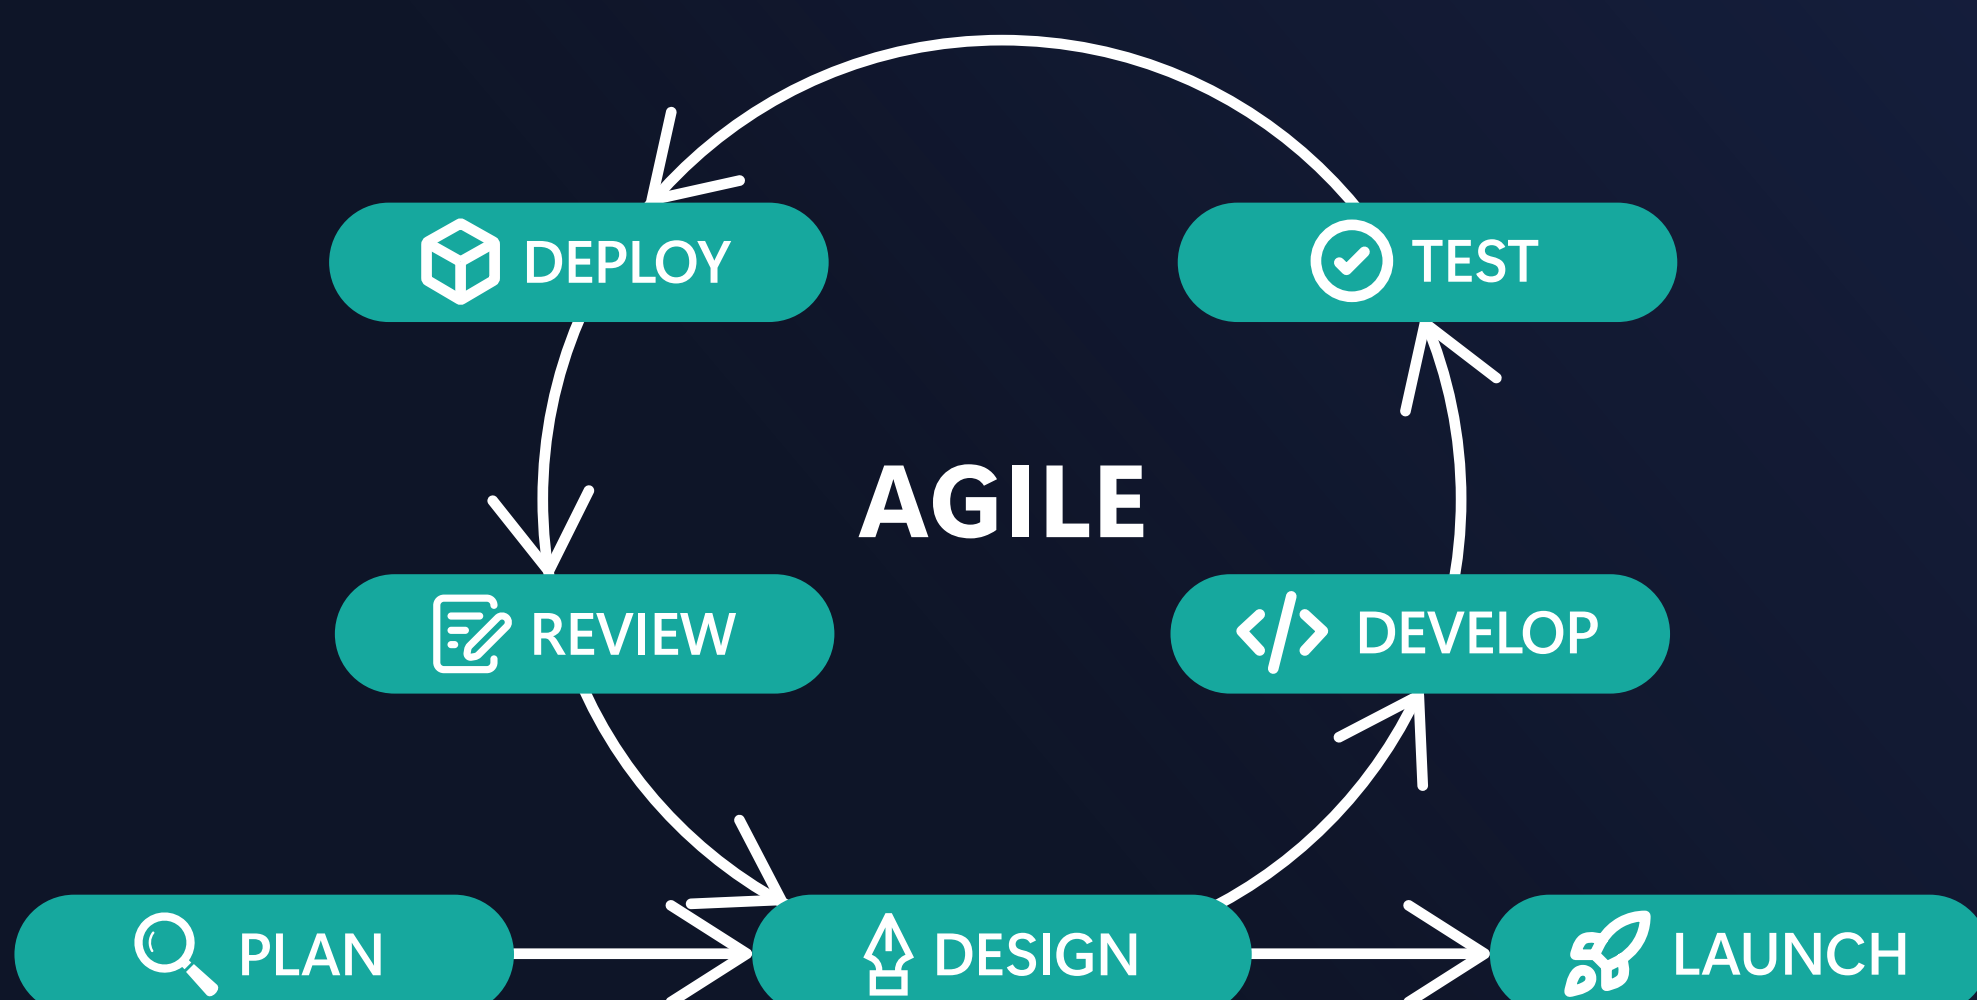 DEPLOY
TEST
AGILE
REVIEW
DEVELOP
PLAN
DESIGN
LAUNCH